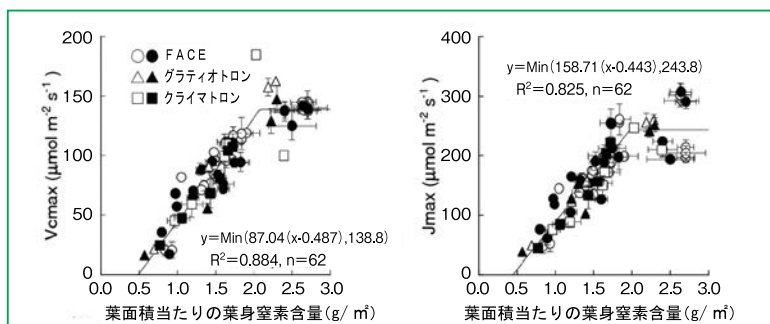 200
150
100
50
0
Vcmax (μmol m⁻² s⁻¹)
○● FACE
△▲ グラティオトロン
□■ クライマトロン
y=Min(87.04(x-0.487),138.8)
R²=0.884, n=62
0.0 0.5 1.0 1.5 2.0 2.5 3.0
葉面積当たりの葉身窒素含量(g/㎡)
400
300
200
100
0
Jmax (μmol m⁻² s⁻¹)
y=Min(158.71(x-0.443),243.8)
R²=0.825, n=62
0.0 0.5 1.0 1.5 2.0 2.5 3.0
葉面積当たりの葉身窒素含量(g/㎡)